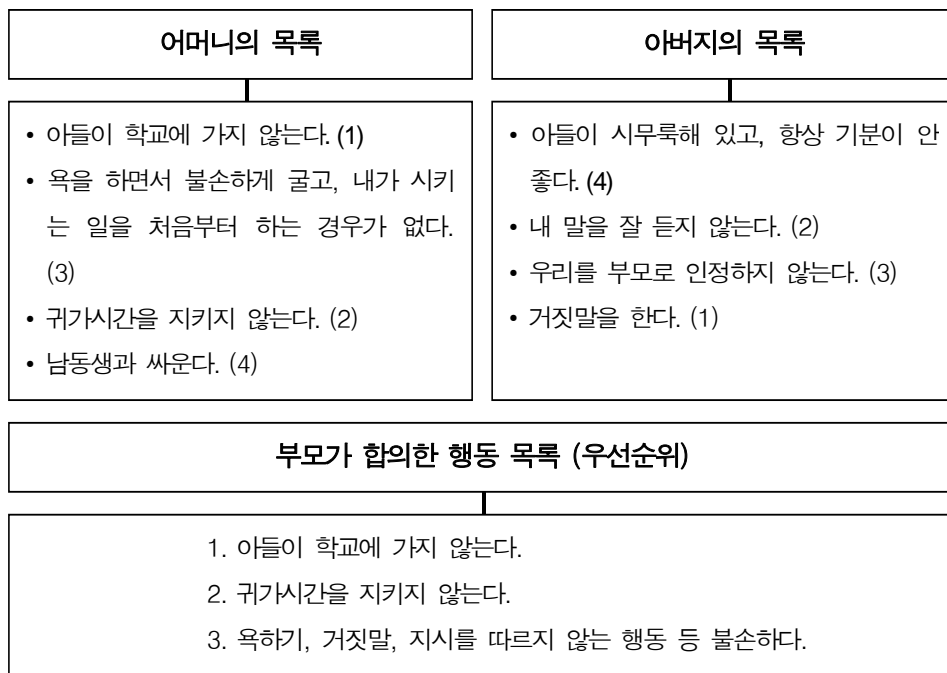 어머니의 목록
• 아들이 학교에 가지 않는다. (1)
• 욕을 하면서 불손하게 굴고, 내가 시키
는 일을 처음부터 하는 경우가 없다.
(3)
• 귀가시간을 지키지 않는다. (2)
• 남동생과 싸운다. (4)
아버지의 목록
• 아들이 시무룩해 있고, 항상 기분이 안
좋다. (4)
• 내 말을 잘 듣지 않는다. (2)
• 우리를 부모로 인정하지 않는다. (3)
• 거짓말을 한다. (1)
부모가 합의한 행동 목록 (우선순위)
1. 아들이 학교에 가지 않는다.
2. 귀가시간을 지키지 않는다.
3. 욕하기, 거짓말, 지시를 따르지 않는 행동 등 불손하다.